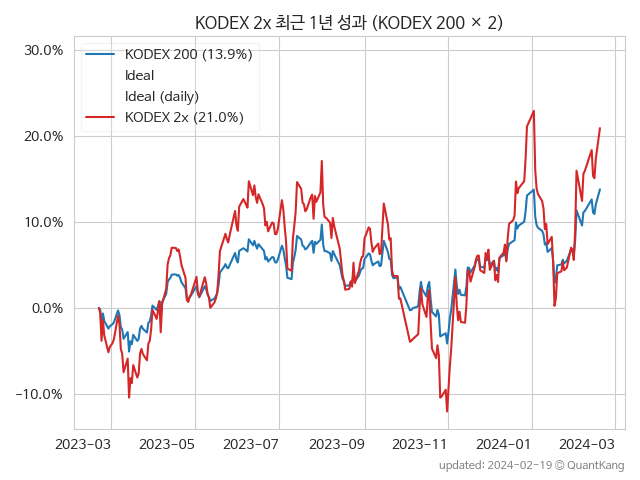 KODEX 2x 최근 1년 성과 (KODEX 200 × 2)
30.0%
20.0%
10.0%
0.0%
−10.0%
KODEX 200 (13.9%)
Ideal
Ideal (daily)
KODEX 2x (21.0%)
2023-03 2023-05 2023-07 2023-09 2023-11 2024-01 2024-03
updated: 2024-02-19 © QuantKang